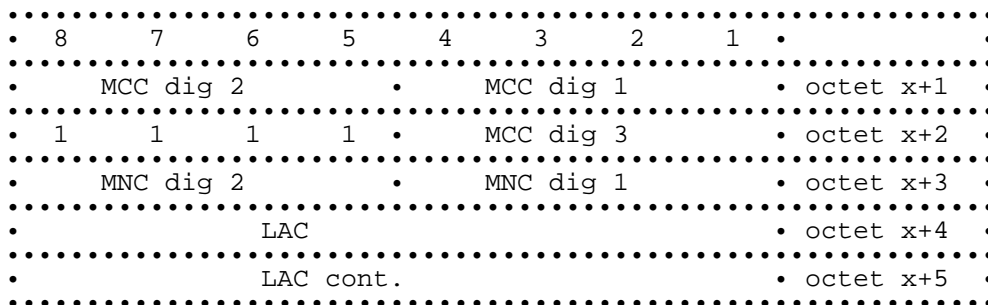 8 7 6 5 4 3 2 1
MCC dig 2 MCC dig 1 octet x+1
1 1 1 1 MCC dig 3 octet x+2
MNC dig 2 MNC dig 1 octet x+3
LAC octet x+4
LAC cont. octet x+5